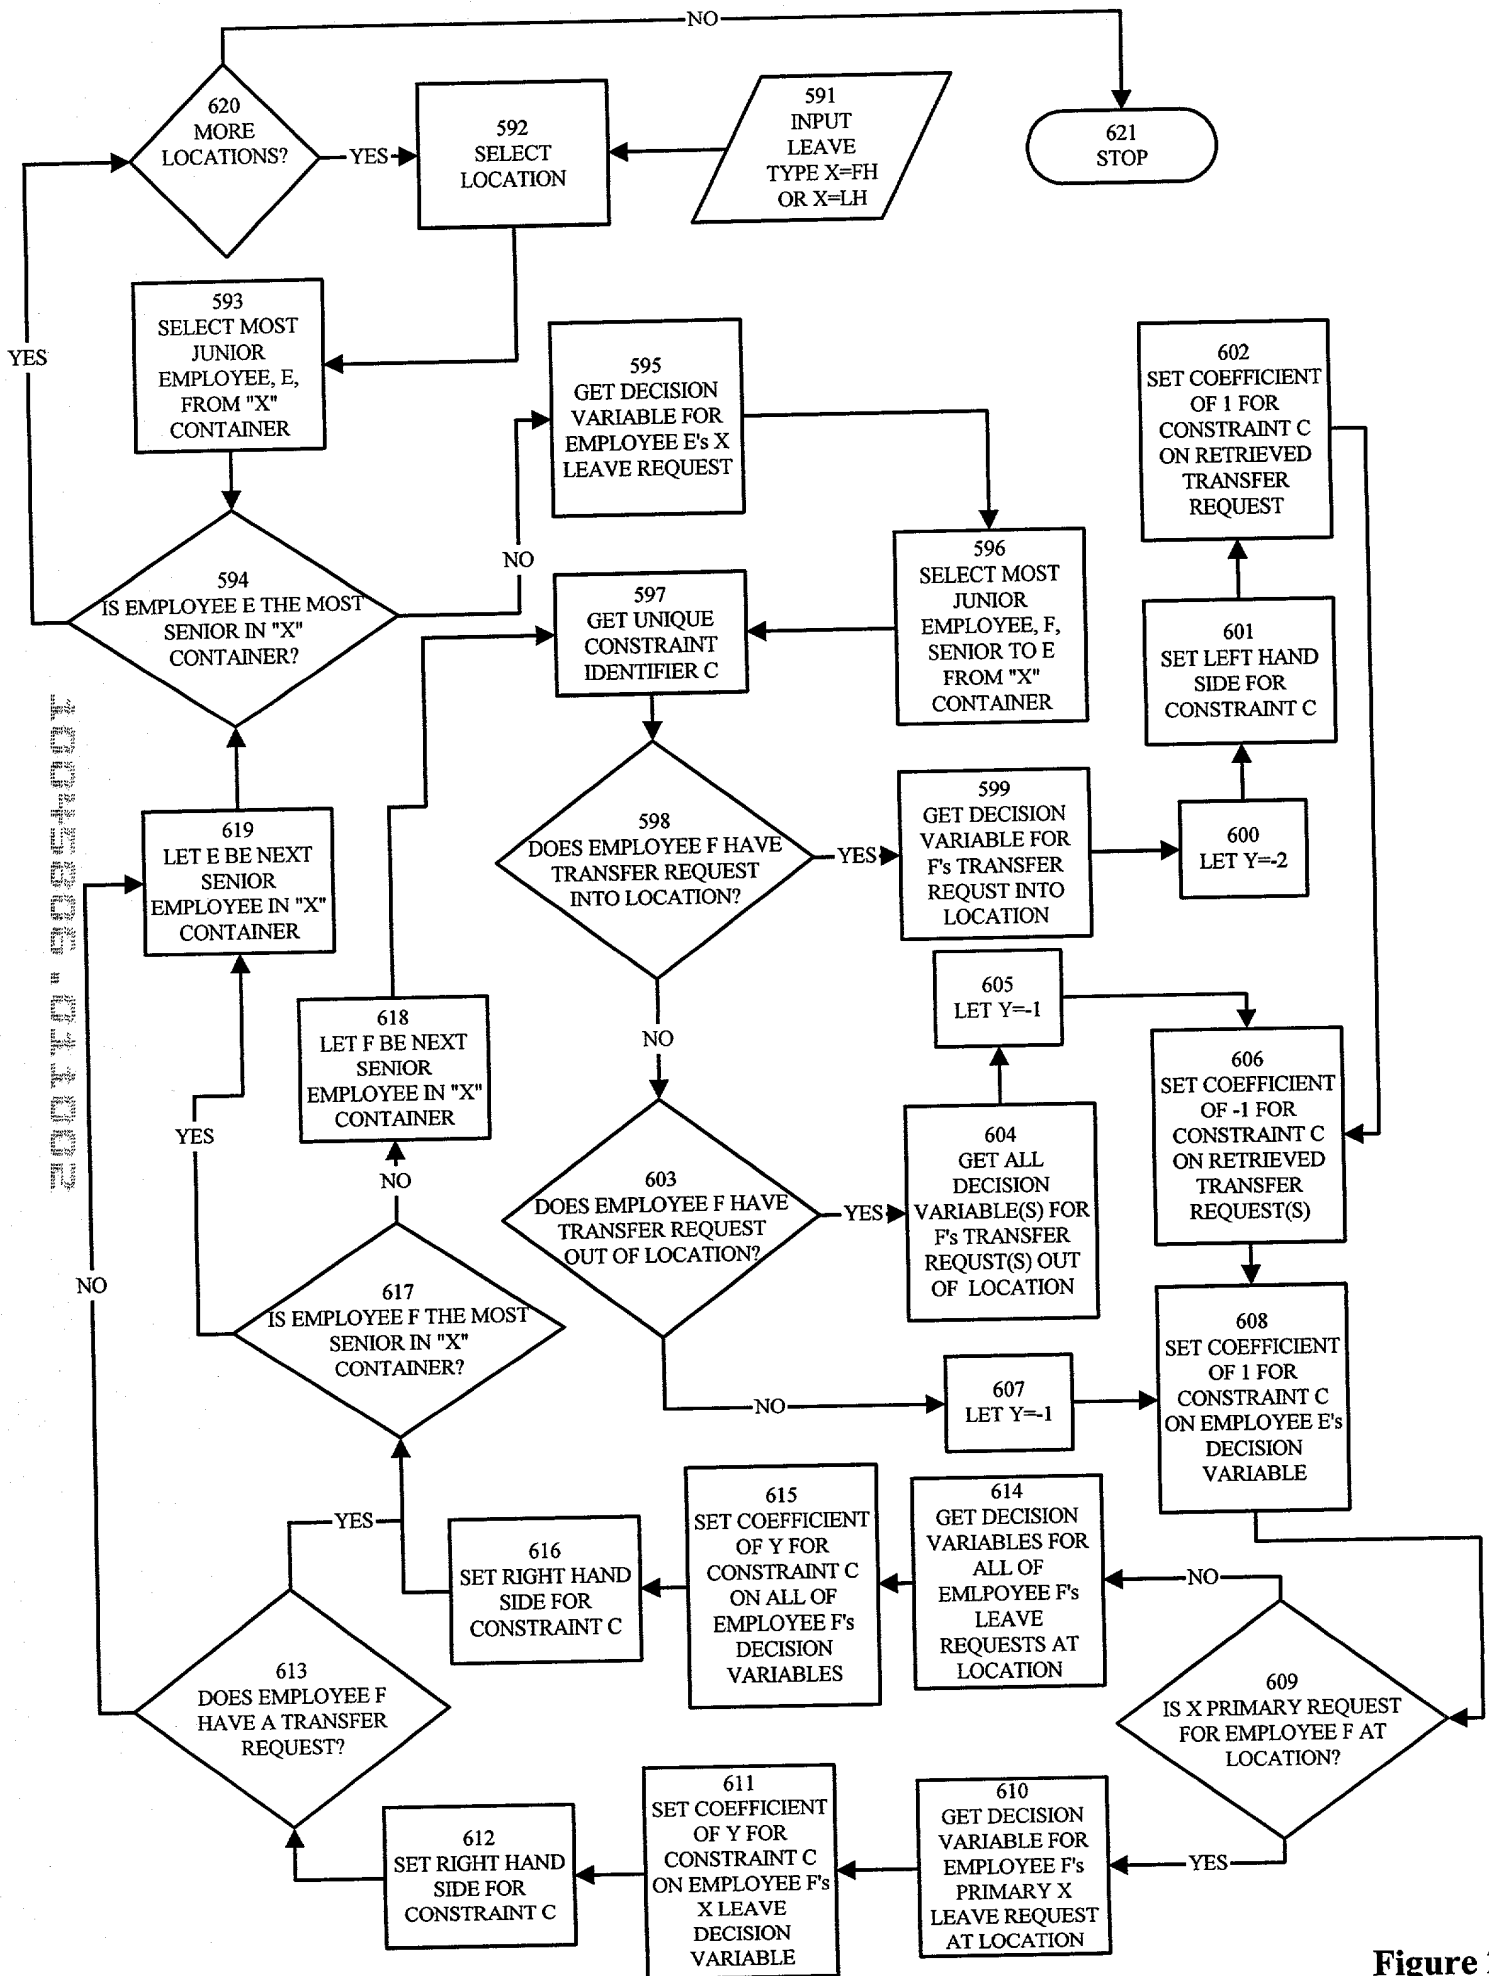 NO
620
MORE
LOCATIONS?
YES
592
SELECT
LOCATION
591
INPUT
LEAVE
TYPE X=FH
OR X=LH
621
STOP
593
SELECT MOST
JUNIOR
EMPLOYEE, E,
FROM "X"
CONTAINER
YES
594
IS EMPLOYEE E THE MOST
SENIOR IN "X"
CONTAINER?
NO
595
GET DECISION
VARIABLE FOR
EMPLOYEE E's X
LEAVE REQUEST
596
SELECT MOST
JUNIOR
EMPLOYEE, F,
SENIOR TO E
FROM "X"
CONTAINER
597
GET UNIQUE
CONSTRAINT
IDENTIFIER C
602
SET COEFFICIENT
OF 1 FOR
CONSTRAINT C
ON RETRIEVED
TRANSFER
REQUEST
601
SET LEFT HAND
SIDE FOR
CONSTRAINT C
598
DOES EMPLOYEE F HAVE
TRANSFER REQUEST
INTO LOCATION?
YES
599
GET DECISION
VARIABLE FOR
F's TRANSFER
REQUST INTO
LOCATION
600
LET Y=-2
619
LET E BE NEXT
SENIOR
EMPLOYEE IN "X"
CONTAINER
10045806.011002
NO
605
LET Y=-1
606
SET COEFFICIENT
OF -1 FOR
CONSTRAINT C
ON RETRIEVED
TRANSFER
REQUEST(S)
618
LET F BE NEXT
SENIOR
EMPLOYEE IN "X"
CONTAINER
YES
NO
603
DOES EMPLOYEE F HAVE
TRANSFER REQUEST
OUT OF LOCATION?
YES
604
GET ALL
DECISION
VARIABLE(S) FOR
F's TRANSFER
REQUST(S) OUT
OF LOCATION
NO
617
IS EMPLOYEE F THE MOST
SENIOR IN "X"
CONTAINER?
NO
607
LET Y=-1
608
SET COEFFICIENT
OF 1 FOR
CONSTRAINT C
ON EMPLOYEE E's
DECISION
VARIABLE
YES
616
SET RIGHT HAND
SIDE FOR
CONSTRAINT C
615
SET COEFFICIENT
OF Y FOR
CONSTRAINT C
ON ALL OF
EMPLOYEE F's
DECISION
VARIABLES
614
GET DECISION
VARIABLES FOR
ALL OF
EMLPOYEE F's
LEAVE
REQUESTS AT
LOCATION
NO
609
IS X PRIMARY REQUEST
FOR EMPLOYEE F AT
LOCATION?
613
DOES EMPLOYEE F
HAVE A TRANSFER
REQUEST?
612
SET RIGHT HAND
SIDE FOR
CONSTRAINT C
611
SET COEFFICIENT
OF Y FOR
CONSTRAINT C
ON EMPLOYEE F's
X LEAVE
DECISION
VARIABLE
610
GET DECISION
VARIABLE FOR
EMPLOYEE F's
PRIMARY X
LEAVE REQUEST
AT LOCATION
YES
Figure